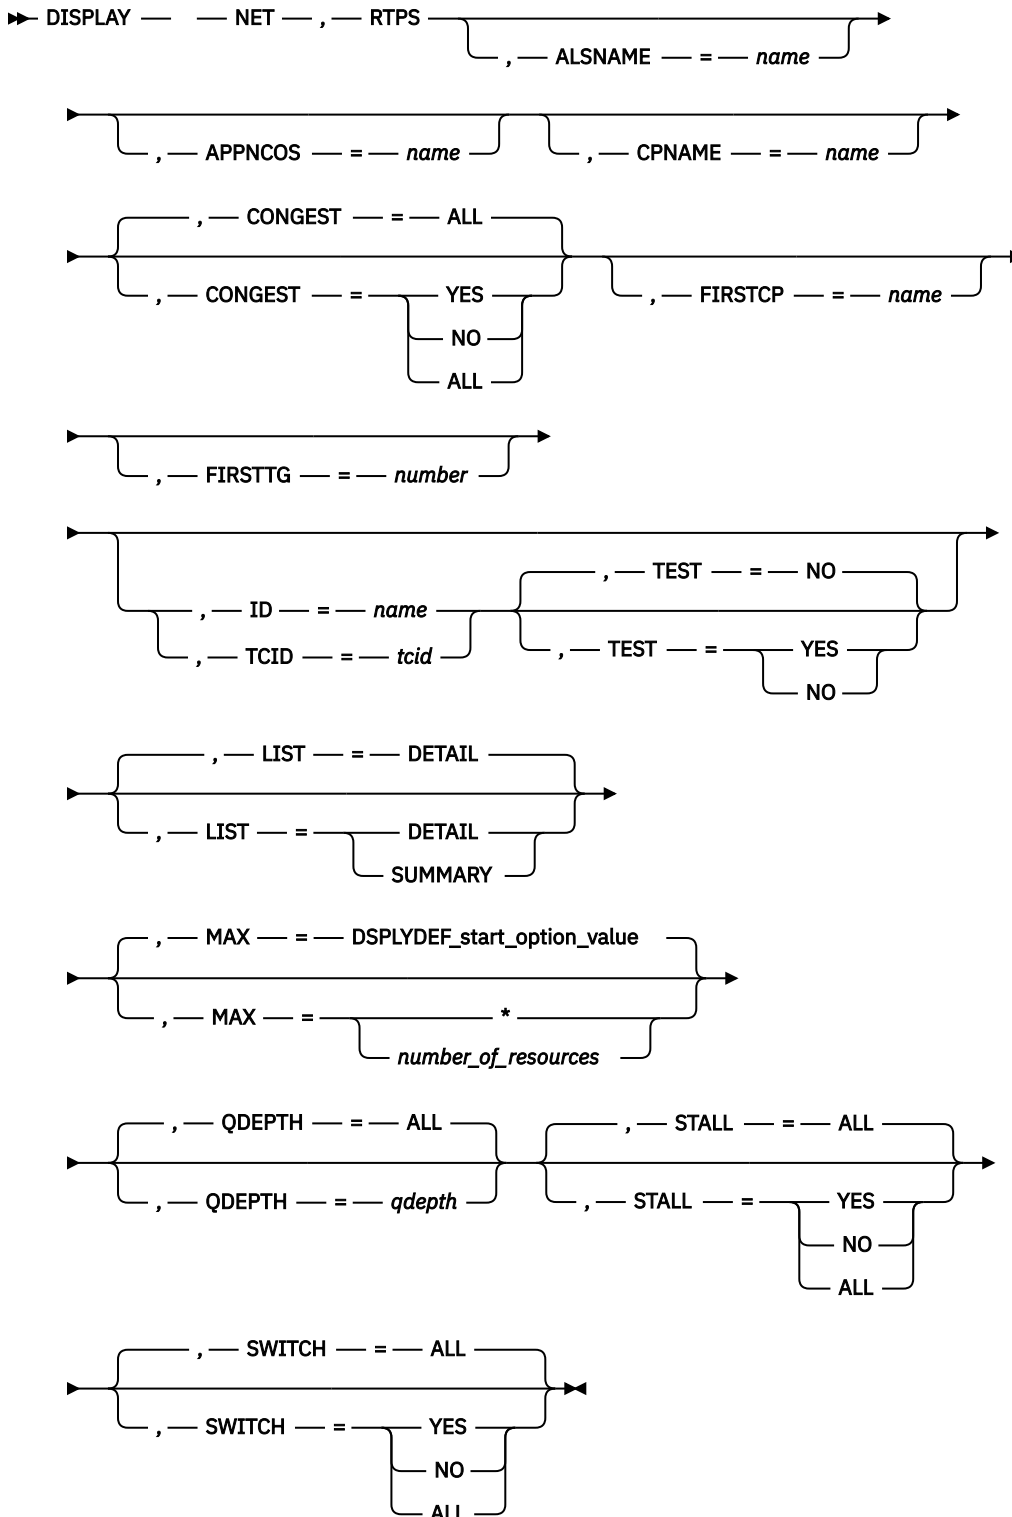 DISPLAY NET , RTPS
, ALSNAME = name
, APPNCOS = name , CPNAME = name
, CONGEST = ALL
, CONGEST = YES , FIRSTCP = name
NO
ALL
, FIRSTTG = number
, TEST = NO
, ID = name
, TCID = tcid , TEST = YES
NO
, LIST = DETAIL
, LIST = DETAIL
SUMMARY
, MAX = DSPLYDEF_start_option_value
, MAX = *
number_of_resources
, QDEPTH = ALL , STALL = ALL
, QDEPTH = qdepth , STALL = YES
NO
ALL
, SWITCH = ALL
, SWITCH = YES
NO
ALL